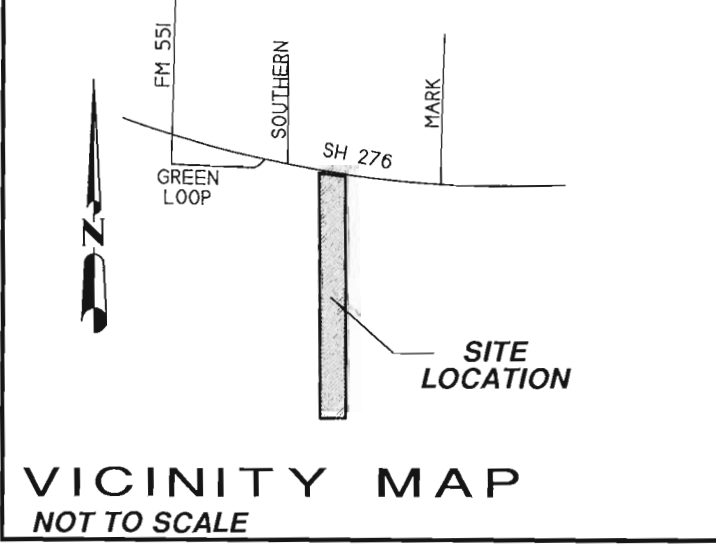 FM 551
SOUTHERN
MARK
SH 276
GREEN
LOOP
N
SITE
LOCATION
VICINITY MAP
NOT TO SCALE